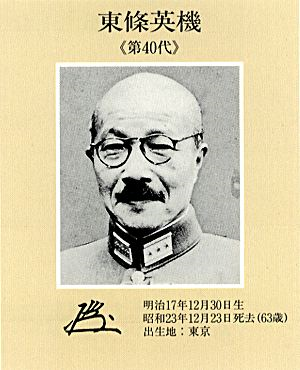 東條英機
《第40代》
明治17年12月30日生
昭和23年12月23日死去(63歳)
出生地：東京